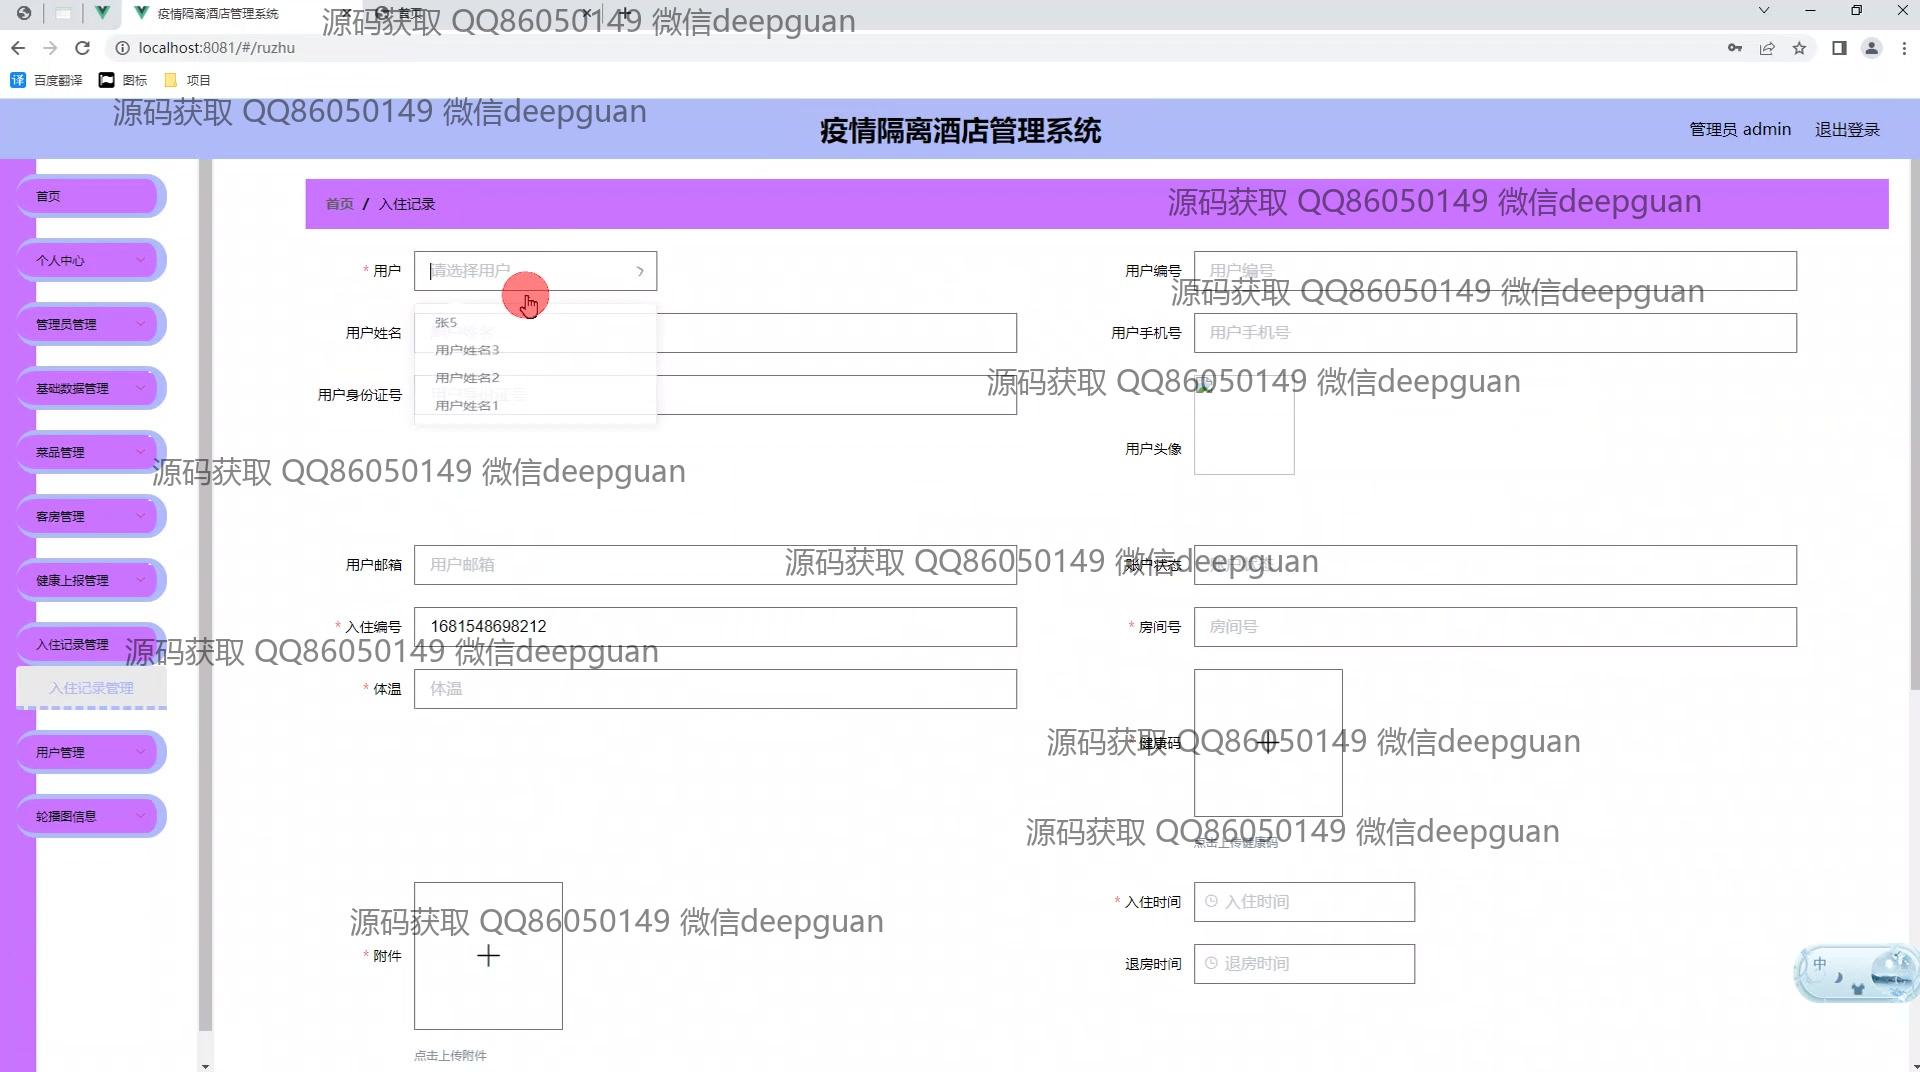 疫情隔离酒店管理系统
首页
源码获取 QQ86050149 微信deepguan
localhost:8081/#/ruzhu
百度翻译 图标 项目
源码获取 QQ86050149 微信deepguan
疫情隔离酒店管理系统
管理员 admin 退出登录
首页
个人中心
管理员管理
基础数据管理
菜品管理
客房管理
健康上报管理
入住记录管理
入住记录管理
用户管理
轮播图信息
首页 / 入住记录
源码获取 QQ86050149 微信deepguan
* 用户 请选择用户
用户编号 用户编号
源码获取 QQ86050149 微信deepguan
张5
用户姓名3
用户姓名2
用户姓名1
用户姓名
用户手机号 用户手机号
用户身份证号
源码获取 QQ86050149 微信deepguan
用户头像
源码获取 QQ86050149 微信deepguan
用户邮箱 用户邮箱
源码获取 QQ86050149 微信deepguan
账户状态
* 入住编号 1681548698212
* 房间号 房间号
源码获取 QQ86050149 微信deepguan
* 体温 体温
* 健康码
源码获取 QQ86050149 微信deepguan
源码获取 QQ86050149 微信deepguan
点击上传健康码
源码获取 QQ86050149 微信deepguan
* 附件
点击上传附件
* 入住时间 入住时间
退房时间 退房时间
中